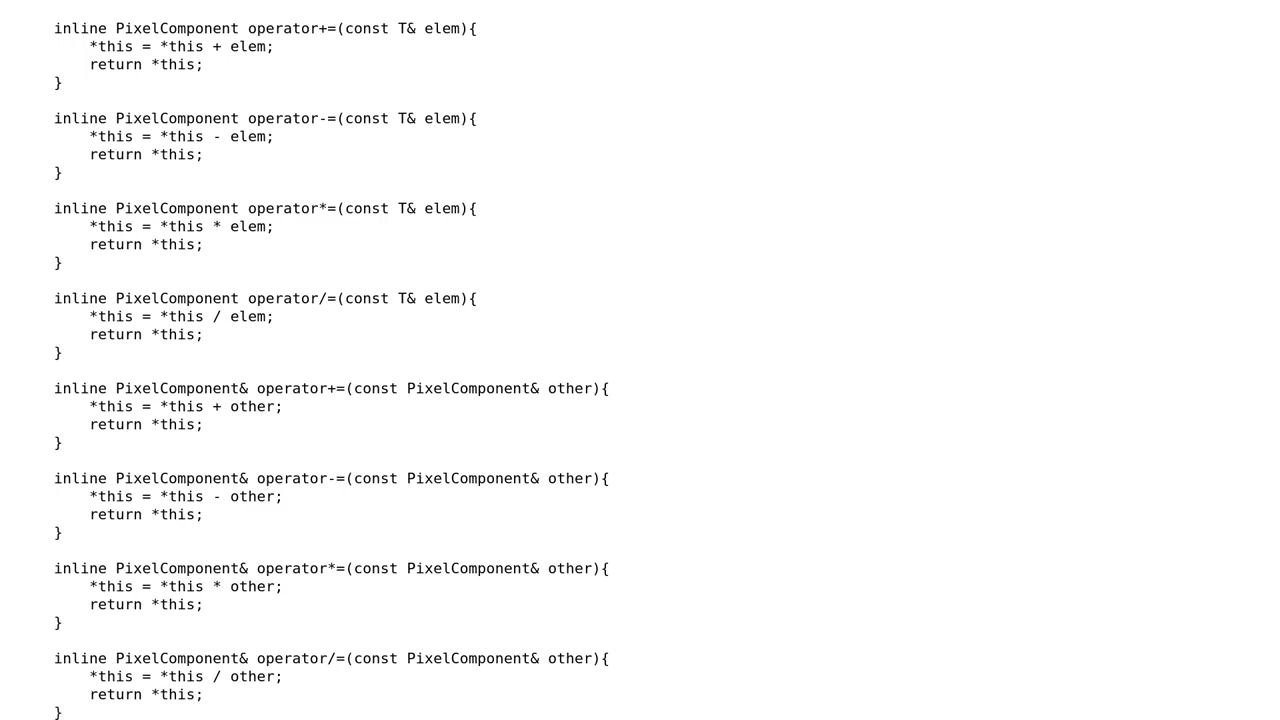 inline PixelComponent operator+=(const T& elem){
    *this = *this + elem;
    return *this;
}

inline PixelComponent operator-=(const T& elem){
    *this = *this - elem;
    return *this;
}

inline PixelComponent operator*=(const T& elem){
    *this = *this * elem;
    return *this;
}

inline PixelComponent operator/=(const T& elem){
    *this = *this / elem;
    return *this;
}

inline PixelComponent& operator+=(const PixelComponent& other){
    *this = *this + other;
    return *this;
}

inline PixelComponent& operator-=(const PixelComponent& other){
    *this = *this - other;
    return *this;
}

inline PixelComponent& operator*=(const PixelComponent& other){
    *this = *this * other;
    return *this;
}

inline PixelComponent& operator/=(const PixelComponent& other){
    *this = *this / other;
    return *this;
}